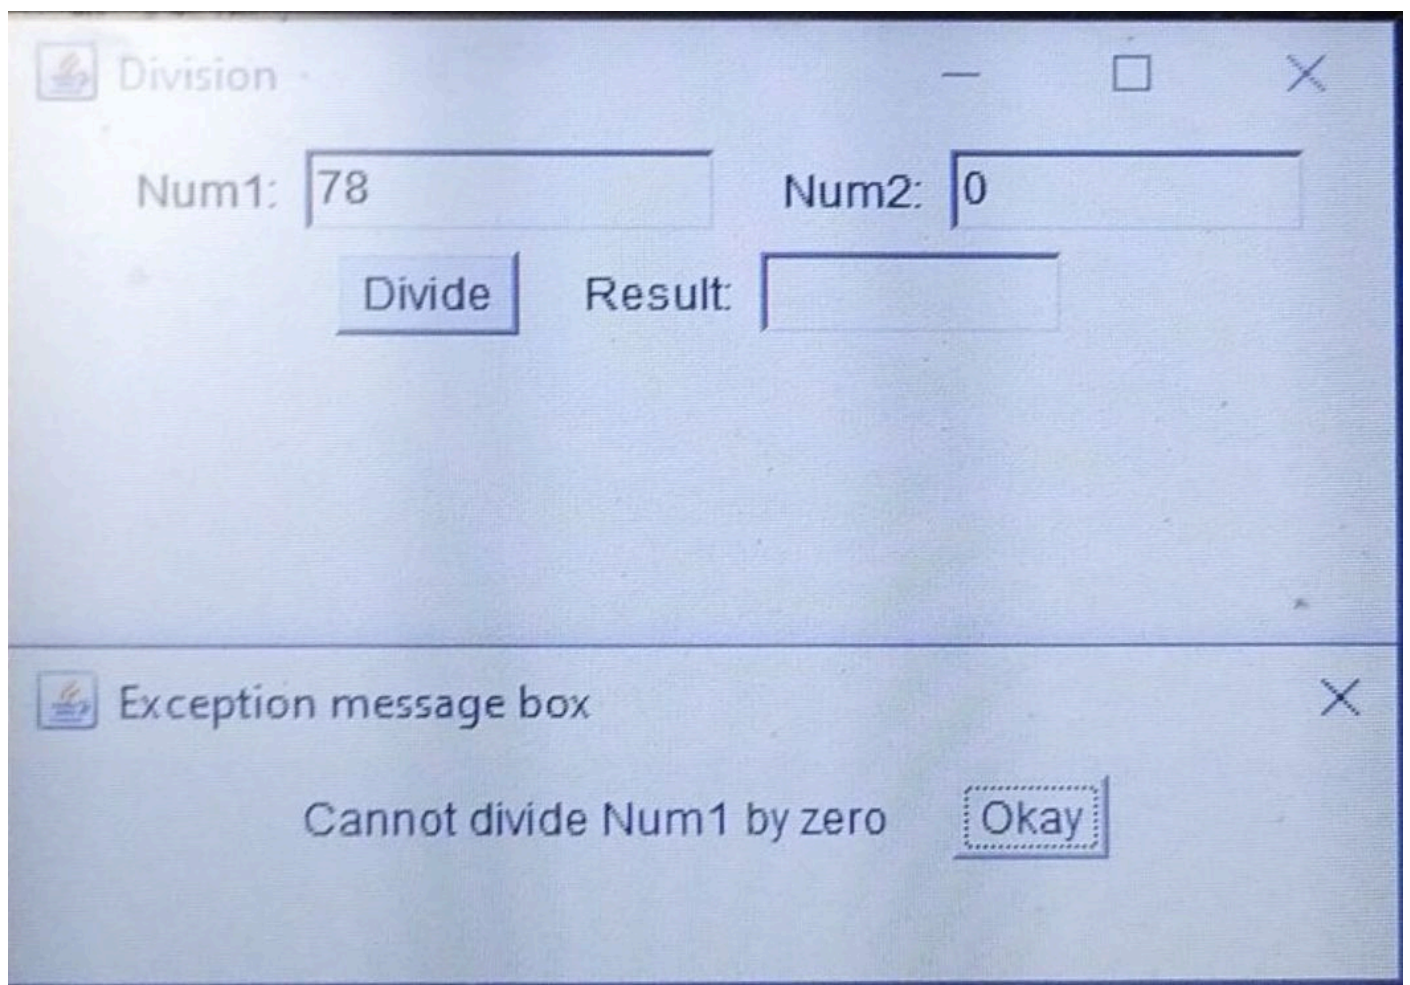 Division
Num1: 78 Num2: 0
Divide Result:
Exception message box
Cannot divide Num1 by zero Okay